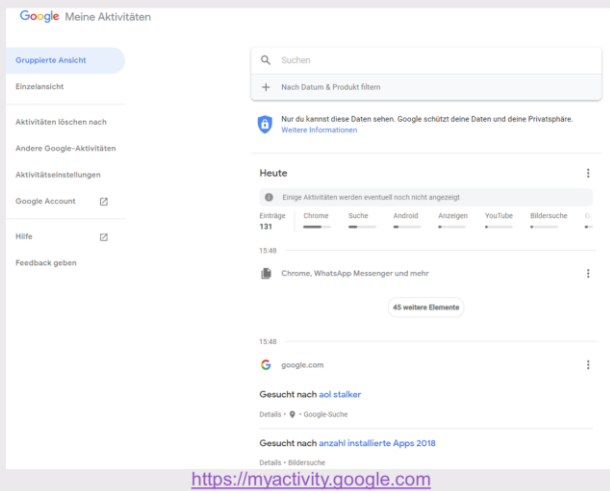 Google Meine Aktivitäten
Gruppierte Ansicht
Einzelansicht
Aktivitäten löschen nach
Andere Google-Aktivitäten
Aktivitätseinstellungen
Google Account
Hilfe
Feedback geben
Suchen
Nach Datum & Produkt filtern
Nur du kannst diese Daten sehen. Google schützt deine Daten und deine Privatsphäre.
Weitere Informationen
Heute
Einige Aktivitäten werden eventuell noch nicht angezeigt
Einträge Chrome Suche Android Anzeigen YouTube Bildersuche G
131
15:48
Chrome, WhatsApp Messenger und mehr
45 weitere Elemente
15:48
google.com
Gesucht nach aol stalker
Details • • Google-Suche
Gesucht nach anzahl installierte Apps 2018
Details • Bildersuche
https://myactivity.google.com